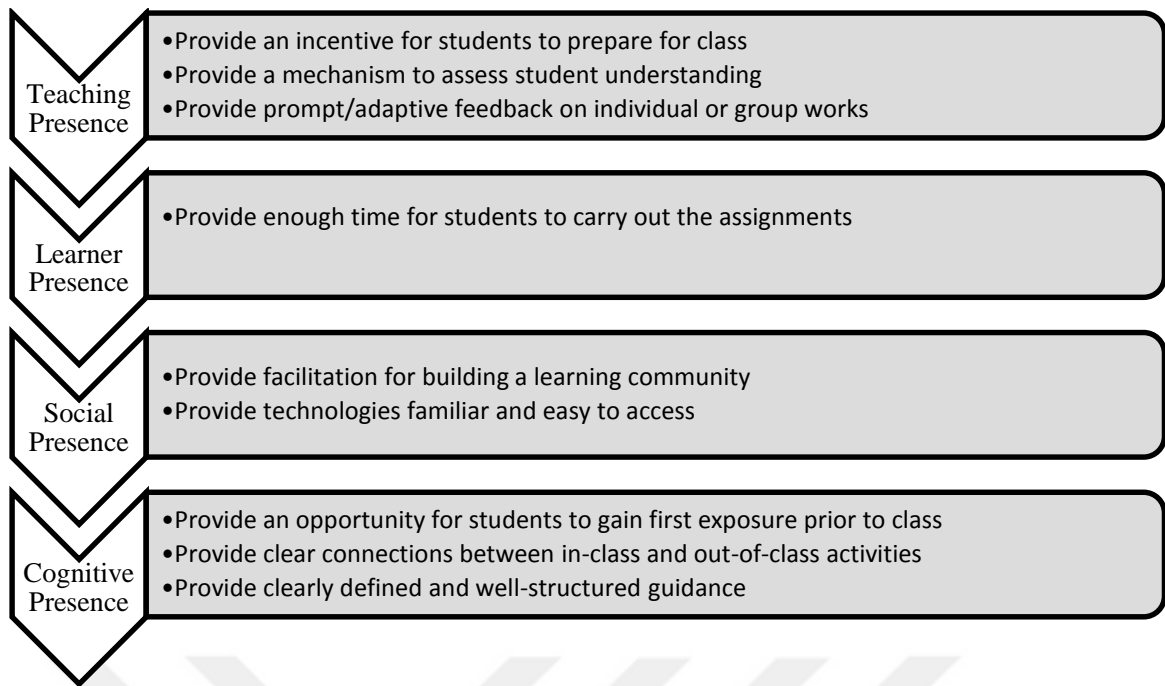 Teaching
Presence
•Provide an incentive for students to prepare for class
•Provide a mechanism to assess student understanding
•Provide prompt/adaptive feedback on individual or group works
Learner
Presence
•Provide enough time for students to carry out the assignments
Social
Presence
•Provide facilitation for building a learning community
•Provide technologies familiar and easy to access
Cognitive
Presence
•Provide an opportunity for students to gain first exposure prior to class
•Provide clear connections between in-class and out-of-class activities
•Provide clearly defined and well-structured guidance